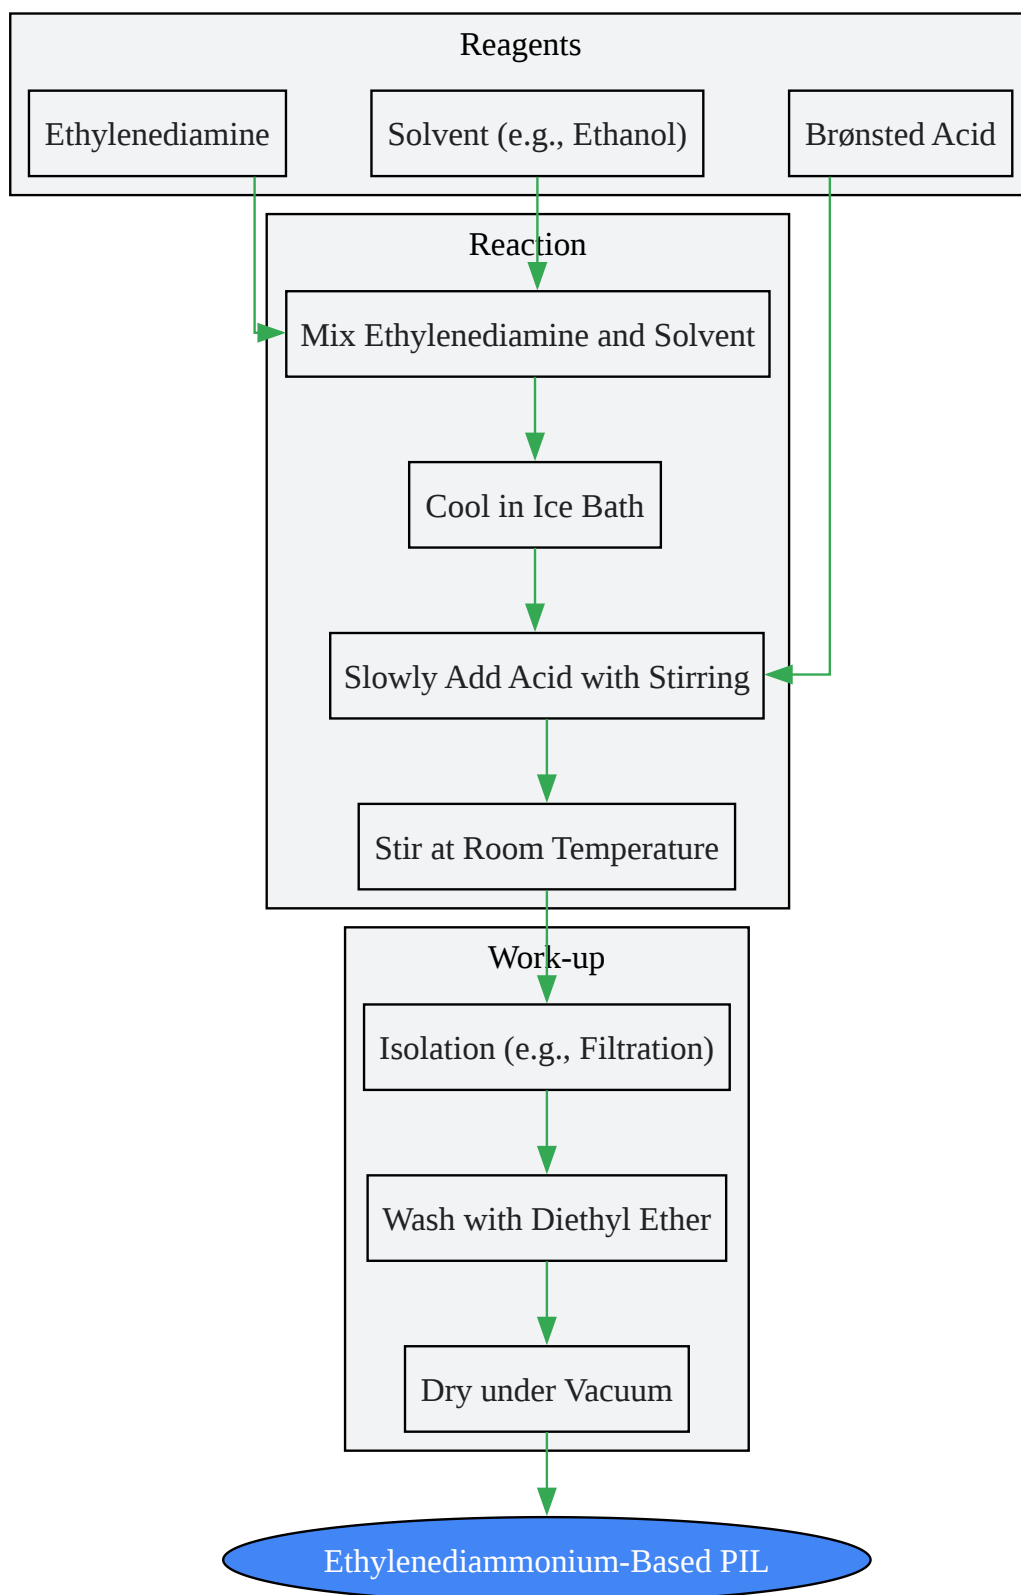 Reagents
Ethylenediamine
Solvent (e.g., Ethanol)
Brønsted Acid
Reaction
Mix Ethylenediamine and Solvent
Cool in Ice Bath
Slowly Add Acid with Stirring
Stir at Room Temperature
Work-up
Isolation (e.g., Filtration)
Wash with Diethyl Ether
Dry under Vacuum
Ethylenediammonium-Based PIL